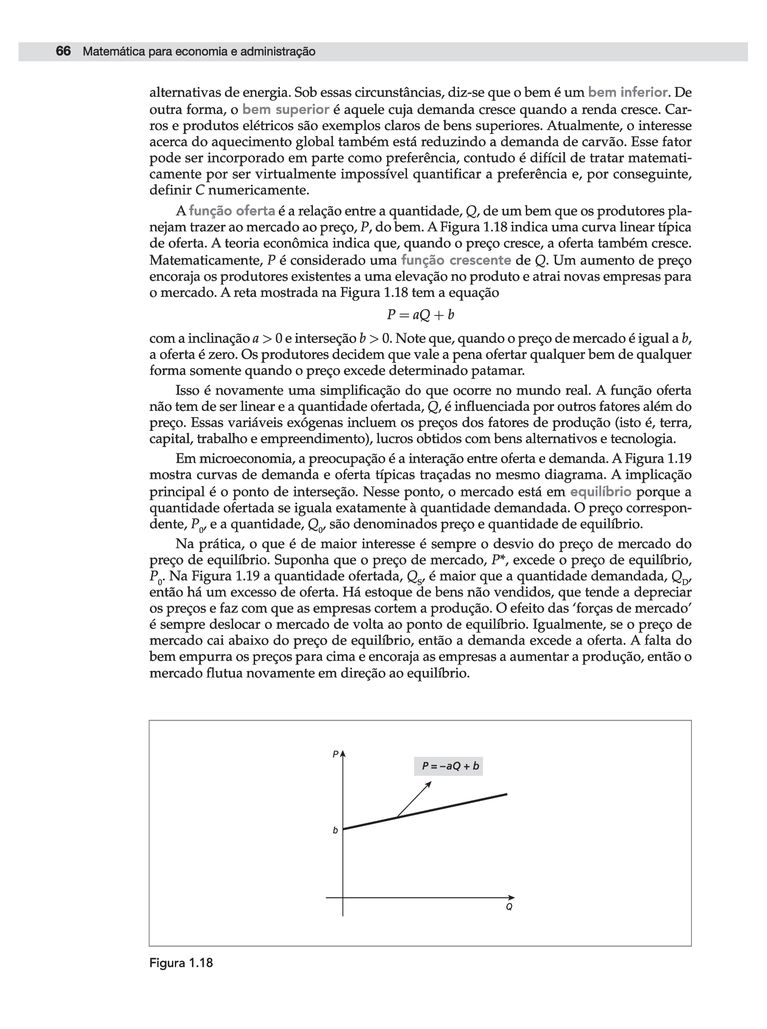 66 Matemática para economia e administração
alternativas de energia. Sob essas circunstâncias, diz-se que o bem é um bem inferior. De
outra forma, o bem superior é aquele cuja demanda cresce quando a renda cresce. Car-
ros e produtos elétricos são exemplos claros de bens superiores. Atualmente, o interesse
acerca do aquecimento global também está reduzindo a demanda de carvão. Esse fator
pode ser incorporado em parte como preferência, contudo é difícil de tratar matemati-
camente por ser virtualmente impossível quantificar a preferência e, por conseguinte,
definir C numericamente.
A função oferta é a relação entre a quantidade, Q, de um bem que os produtores pla-
nejam trazer ao mercado ao preço, P, do bem. A Figura 1.18 indica uma curva linear típica
de oferta. A teoria econômica indica que, quando o preço cresce, a oferta também cresce.
Matematicamente, P é considerado uma função crescente de Q. Um aumento de preço
encoraja os produtores existentes a uma elevação no produto e atrai novas empresas para
o mercado. A reta mostrada na Figura 1.18 tem a equação
P = aQ + b
com a inclinação a > 0 e interseção b > 0. Note que, quando o preço de mercado é igual a b,
a oferta é zero. Os produtores decidem que vale a pena ofertar qualquer bem de qualquer
forma somente quando o preço excede determinado patamar.
Isso é novamente uma simplificação do que ocorre no mundo real. A função oferta
não tem de ser linear e a quantidade ofertada, Q, é influenciada por outros fatores além do
preço. Essas variáveis exógenas incluem os preços dos fatores de produção (isto é, terra,
capital, trabalho e empreendimento), lucros obtidos com bens alternativos e tecnologia.
Em microeconomia, a preocupação é a interação entre oferta e demanda. A Figura 1.19
mostra curvas de demanda e oferta típicas traçadas no mesmo diagrama. A implicação
principal é o ponto de interseção. Nesse ponto, o mercado está em equilíbrio porque a
quantidade ofertada se iguala exatamente à quantidade demandada. O preço correspon-
dente, P₀, e a quantidade, Q₀, são denominados preço e quantidade de equilíbrio.
Na prática, o que é de maior interesse é sempre o desvio do preço de mercado do
preço de equilíbrio. Suponha que o preço de mercado, P*, excede o preço de equilíbrio,
P₀. Na Figura 1.19 a quantidade ofertada, Q_S, é maior que a quantidade demandada, Q_D,
então há um excesso de oferta. Há estoque de bens não vendidos, que tende a depreciar
os preços e faz com que as empresas cortem a produção. O efeito das ‘forças de mercado’
é sempre deslocar o mercado de volta ao ponto de equilíbrio. Igualmente, se o preço de
mercado cai abaixo do preço de equilíbrio, então a demanda excede a oferta. A falta do
bem empurra os preços para cima e encoraja as empresas a aumentar a produção, então o
mercado flutua novamente em direção ao equilíbrio.
P
P = –aQ + b
b
Q
Figura 1.18